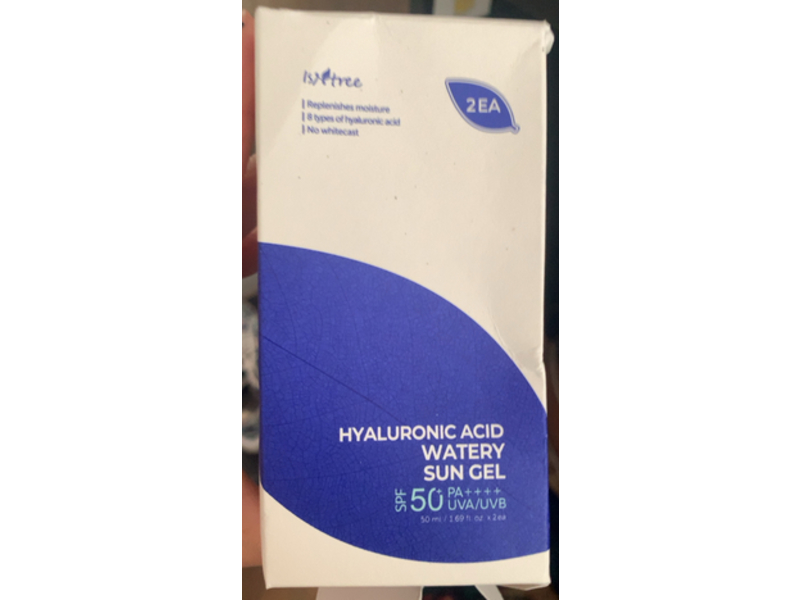 IsNtree
Replenishes moisture
8 types of hyaluronic acid
No whitecast
2EA
HYALURONIC ACID
WATERY
SUN GEL
SPF 50+ PA++++
UVA/UVB
50 ml / 1.69 fl. oz x 2ea